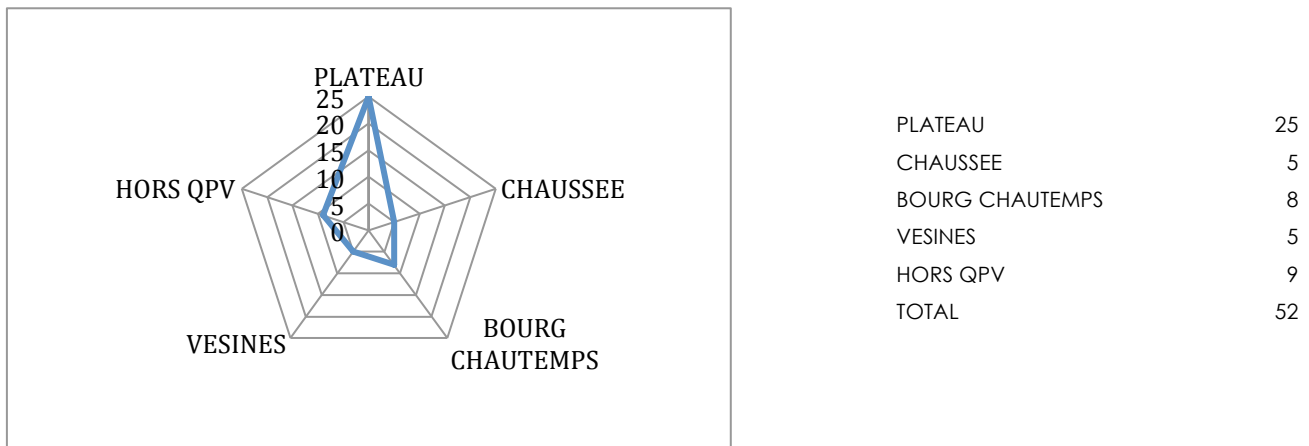 PLATEAU
25
20
15
10
5
0
HORS QPV
CHAUSSEE
VESINES
BOURG
CHAUTEMPS
PLATEAU 25
CHAUSSEE 5
BOURG CHAUTEMPS 8
VESINES 5
HORS QPV 9
TOTAL 52